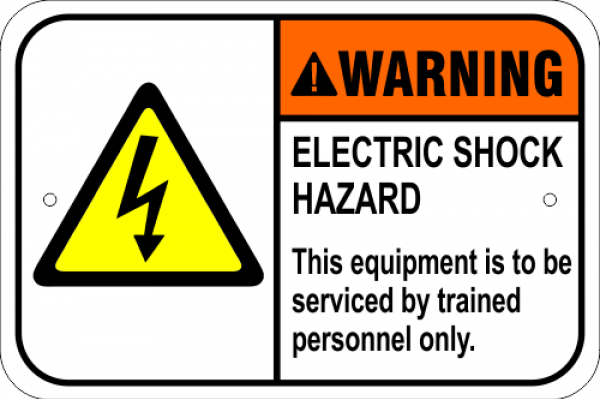 WARNING
ELECTRIC SHOCK
HAZARD
This equipment is to be
serviced by trained
personnel only.